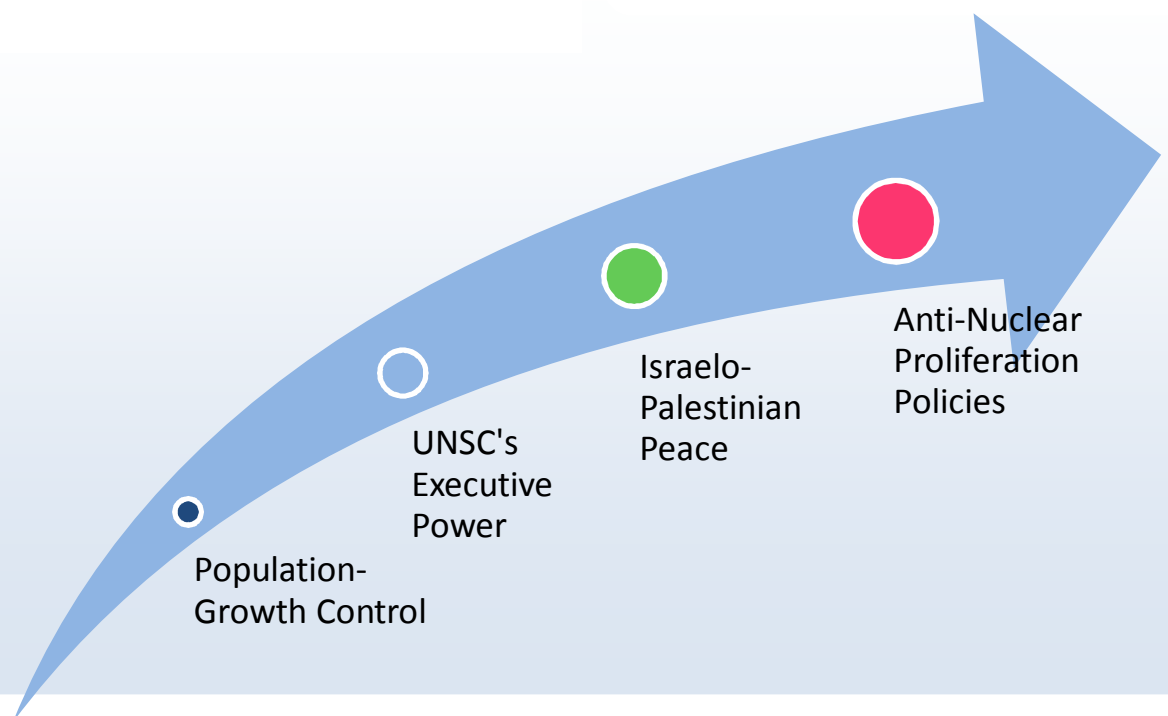 Population-
Growth Control
UNSC's
Executive
Power
Israelo-
Palestinian
Peace
Anti-Nuclear
Proliferation
Policies